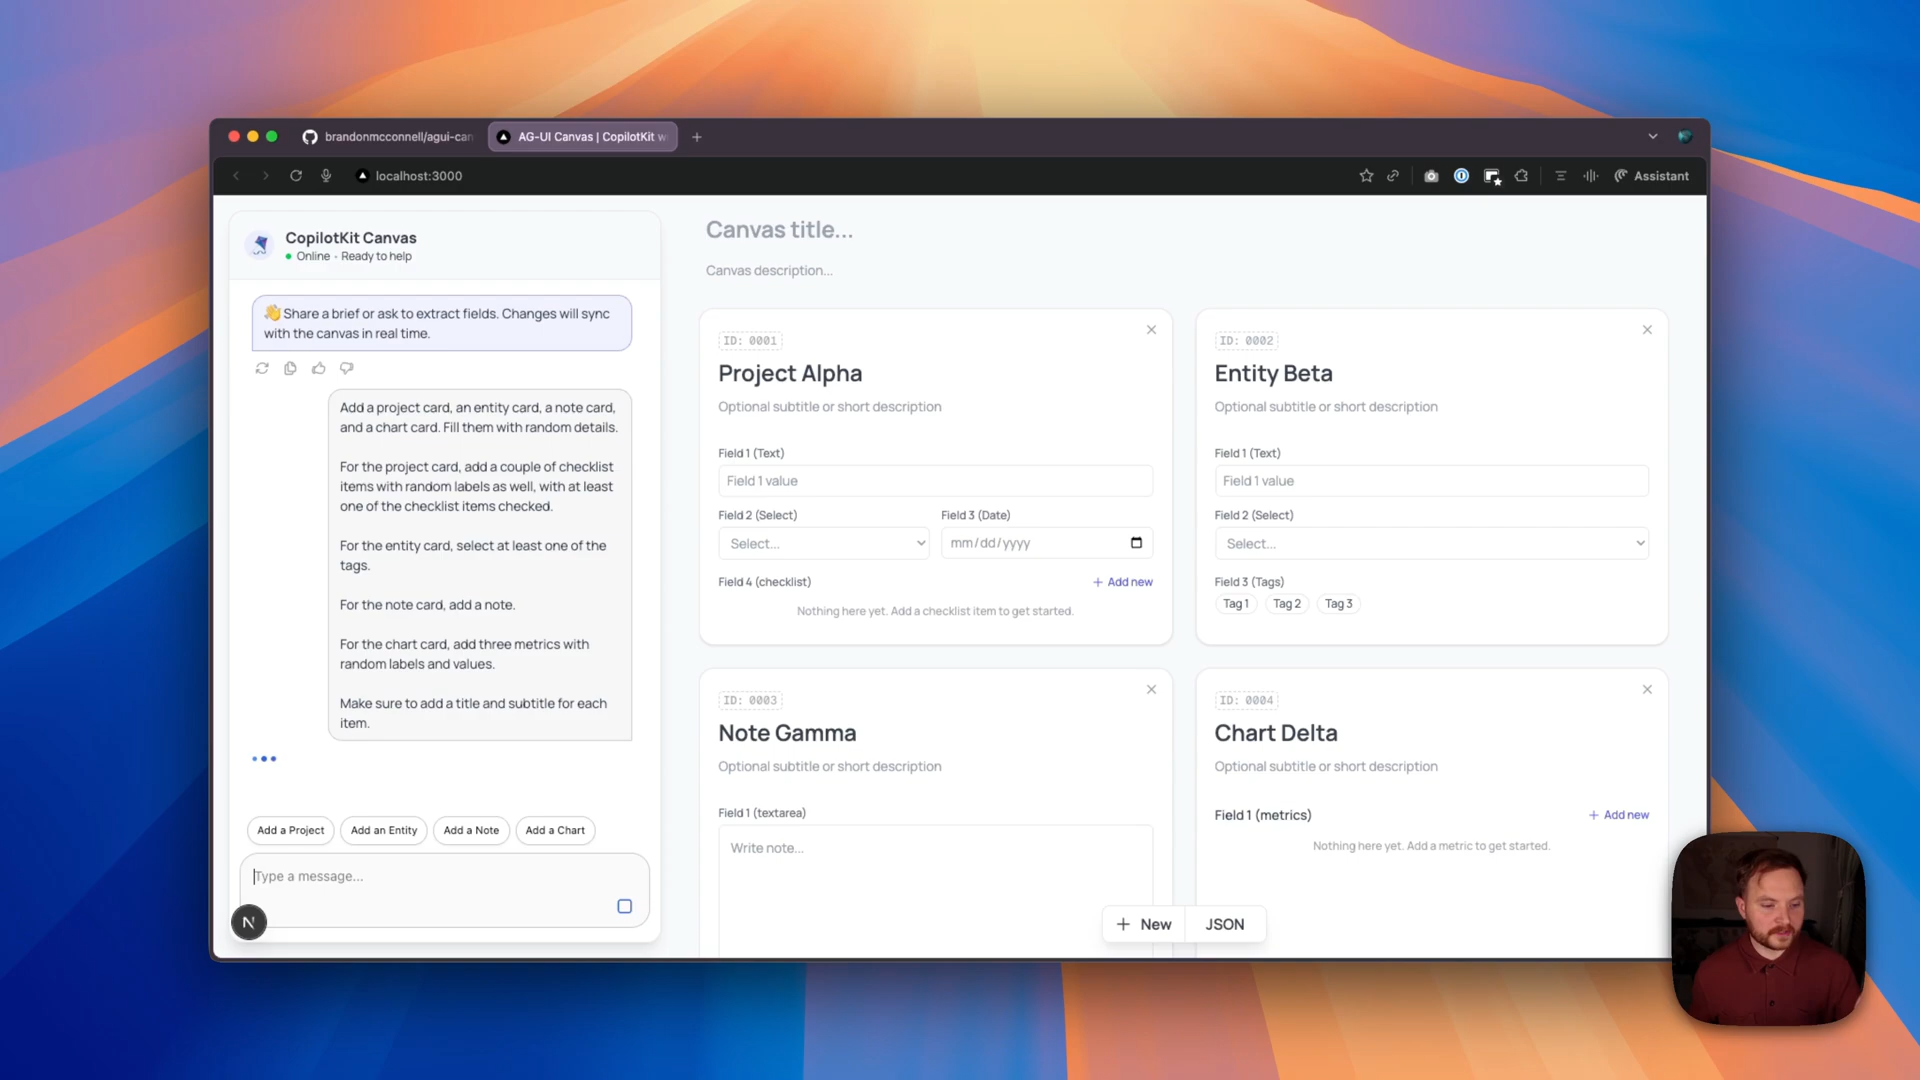 brandonmcconnell/agui-can
AG-UI Canvas | CopilotKit w
localhost:3000
Assistant
CopilotKit Canvas
Online - Ready to help
👋 Share a brief or ask to extract fields. Changes will sync
with the canvas in real time.
Add a project card, an entity card, a note card,
and a chart card. Fill them with random details.
For the project card, add a couple of checklist
items with random labels as well, with at least
one of the checklist items checked.
For the entity card, select at least one of the
tags.
For the note card, add a note.
For the chart card, add three metrics with
random labels and values.
Make sure to add a title and subtitle for each
item.
Add a Project
Add an Entity
Add a Note
Add a Chart
Type a message...
N
Canvas title...
Canvas description...
ID: 0001
Project Alpha
Optional subtitle or short description
Field 1 (Text)
Field 1 value
Field 2 (Select)
Field 3 (Date)
Select...
mm/dd/yyyy
Field 4 (checklist)
+ Add new
Nothing here yet. Add a checklist item to get started.
ID: 0002
Entity Beta
Optional subtitle or short description
Field 1 (Text)
Field 1 value
Field 2 (Select)
Select...
Field 3 (Tags)
Tag 1
Tag 2
Tag 3
ID: 0003
Note Gamma
Optional subtitle or short description
Field 1 (textarea)
Write note...
ID: 0004
Chart Delta
Optional subtitle or short description
Field 1 (metrics)
+ Add new
Nothing here yet. Add a metric to get started.
+ New
JSON